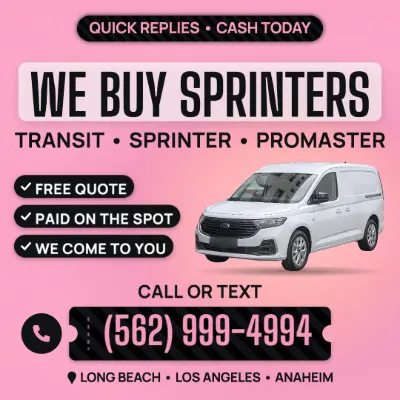 QUICK REPLIES • CASH TODAY
WE BUY SPRINTERS
TRANSIT • SPRINTER • PROMASTER
FREE QUOTE
PAID ON THE SPOT
WE COME TO YOU
CALL OR TEXT
(562) 999-4994
LONG BEACH • LOS ANGELES • ANAHEIM